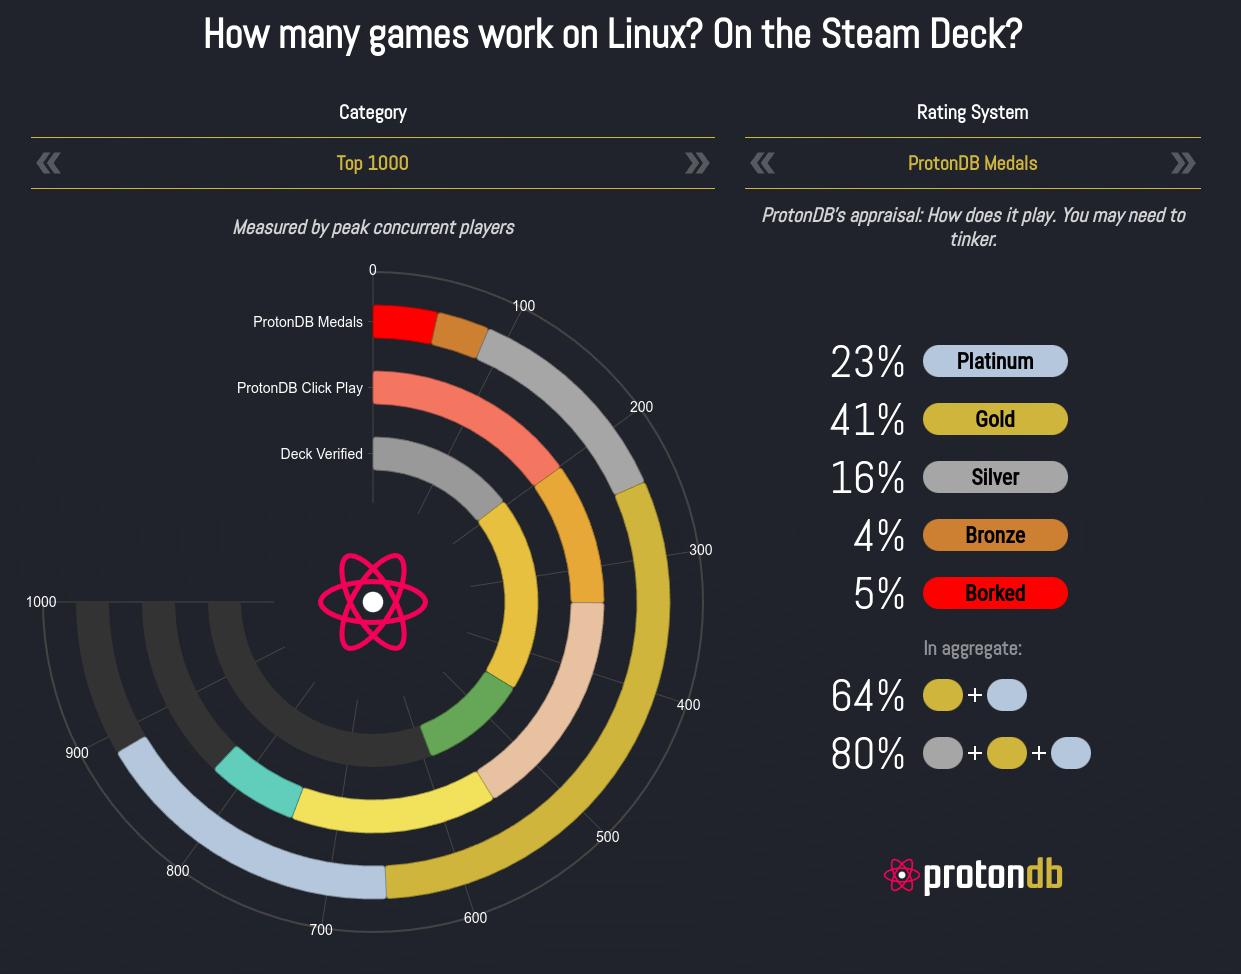 How many games work on Linux? On the Steam Deck?
Category
Top 1000
Measured by peak concurrent players
0
100
200
300
400
500
600
700
800
900
1000
ProtonDB Medals
ProtonDB Click Play
Deck Verified
Rating System
ProtonDB Medals
ProtonDB's appraisal: How does it play. You may need to
tinker.
23% Platinum
41% Gold
16% Silver
4% Bronze
5% Borked
In aggregate:
64% +
80% + +
protondb